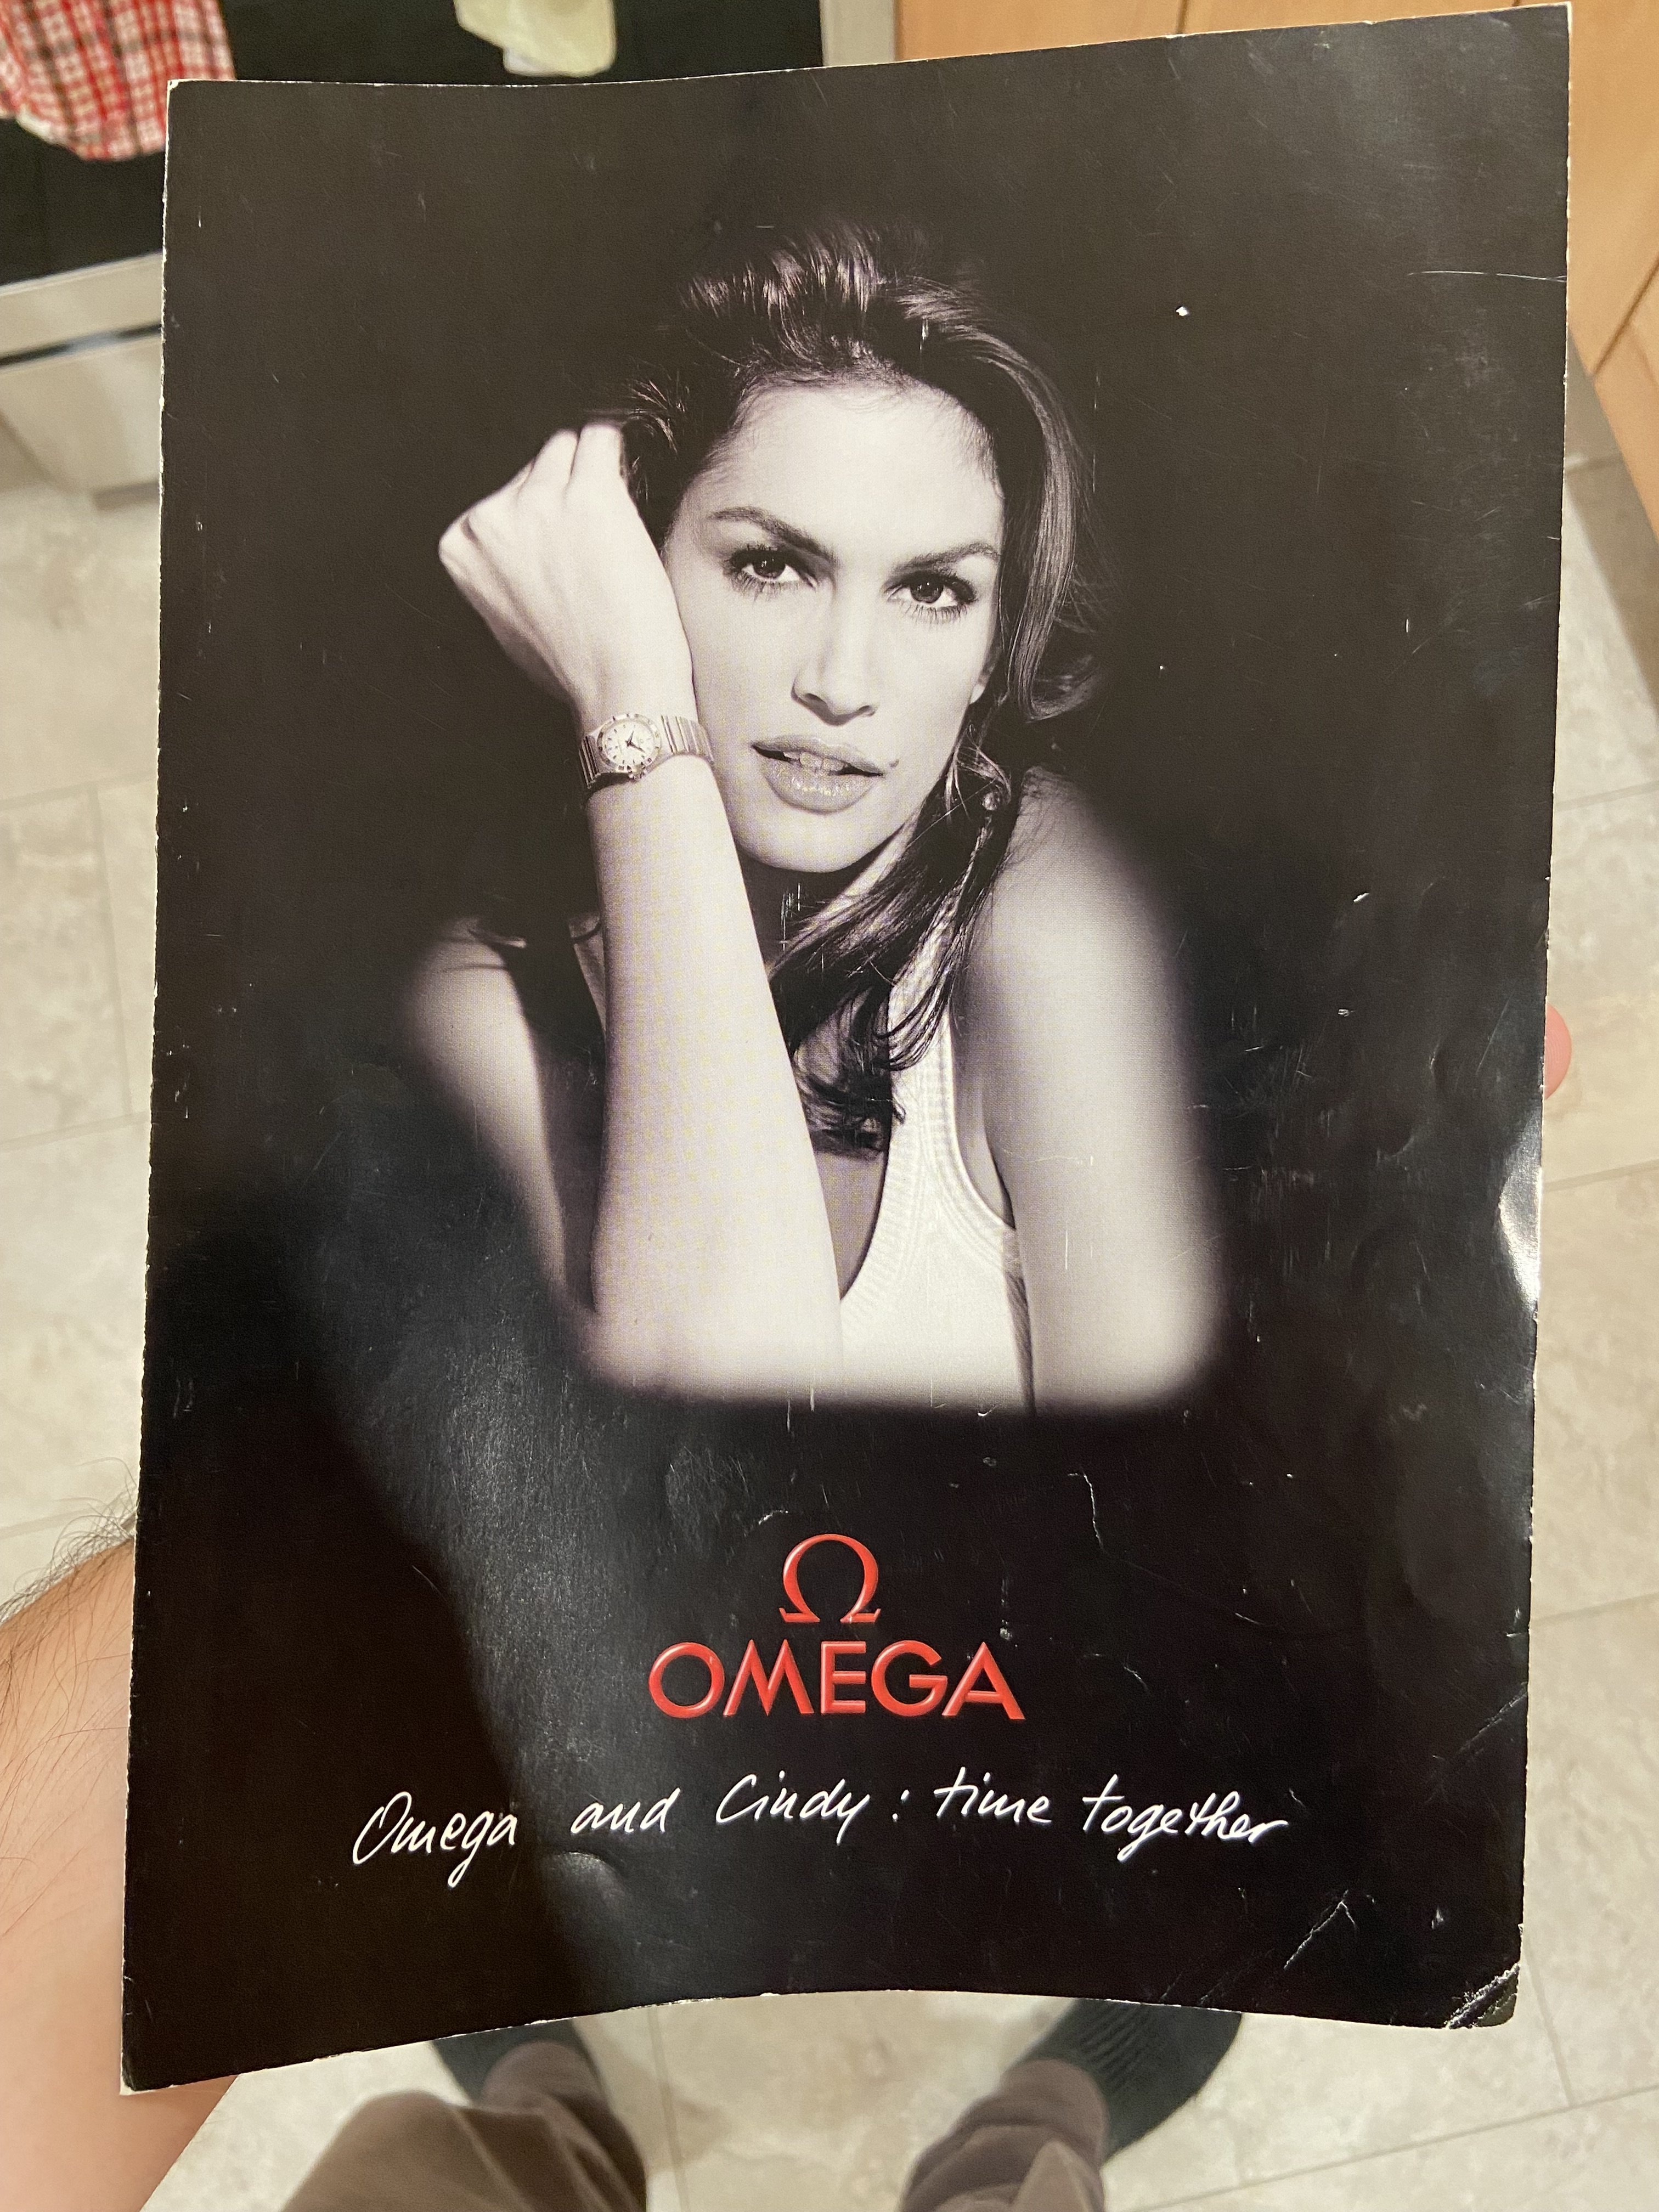 Ω
OMEGA
Omega and Cindy: time together